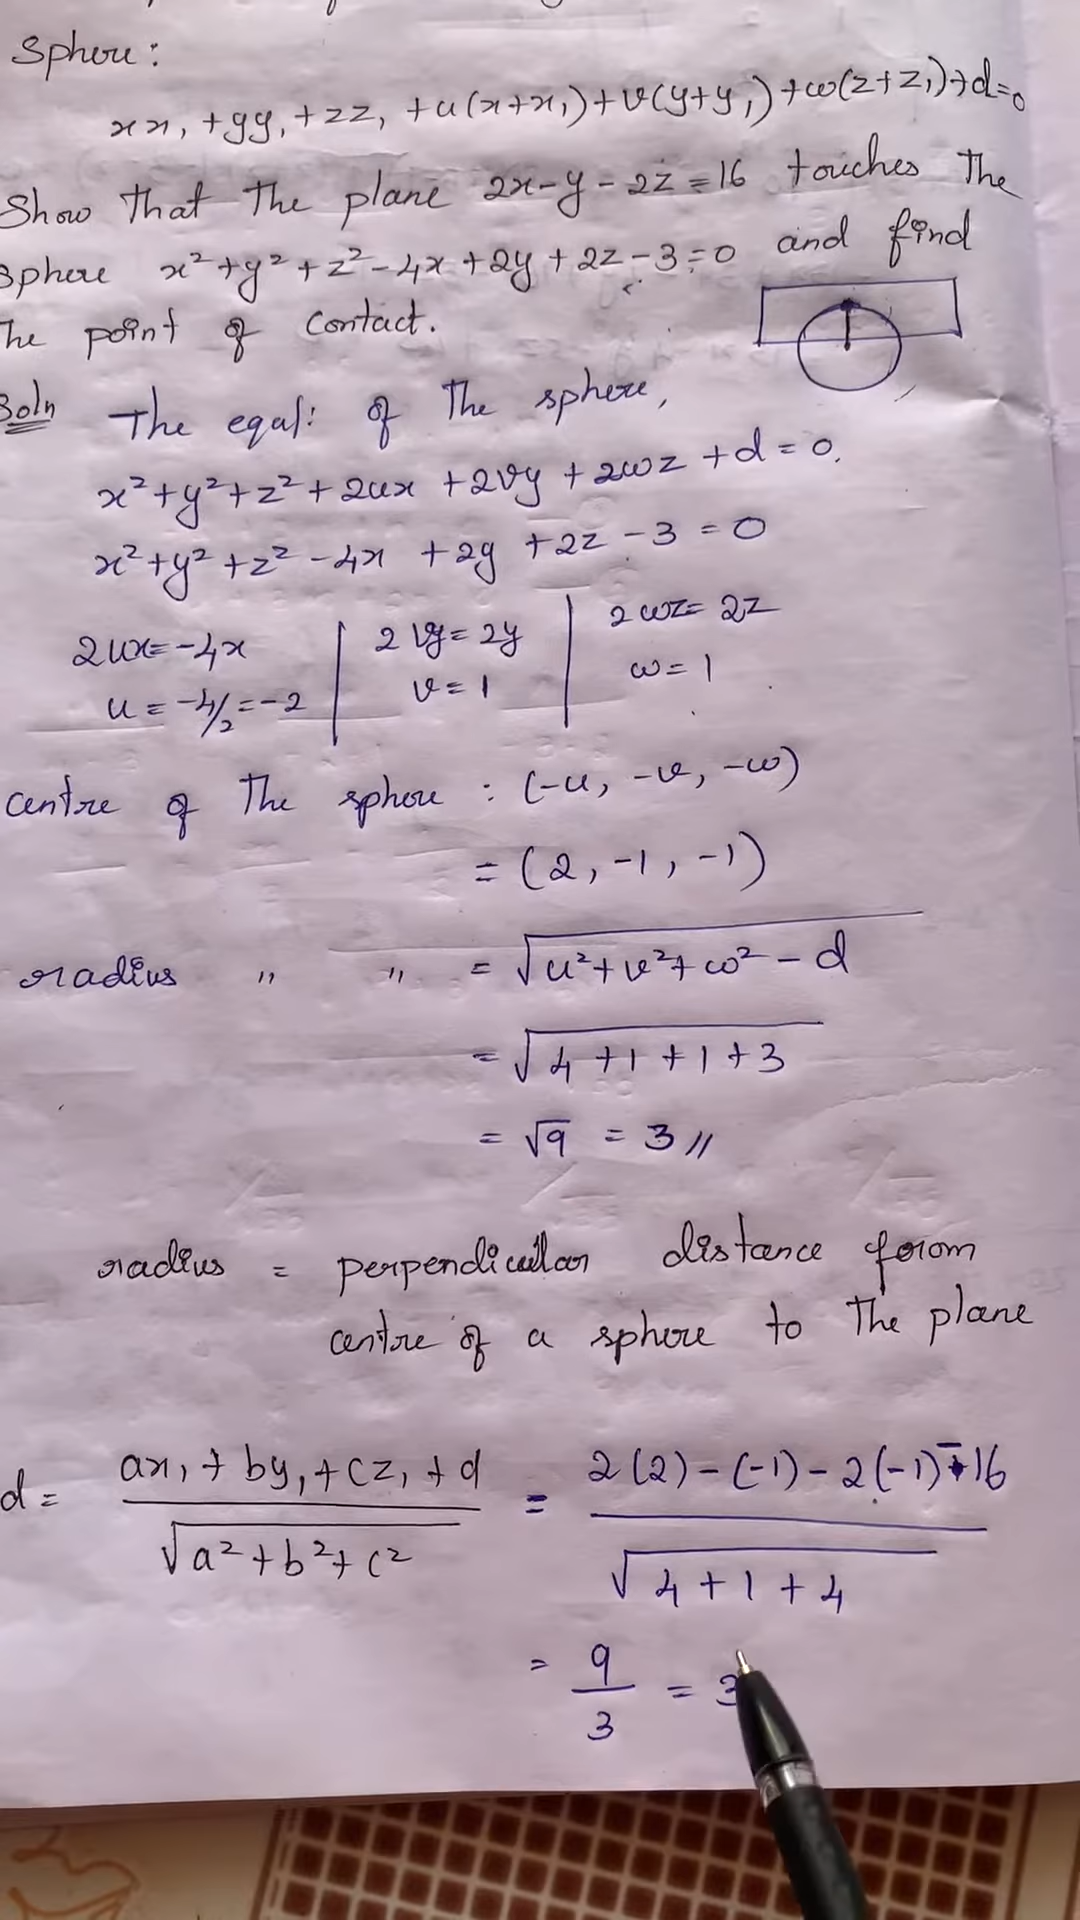 Sphere:
xx₁ + yy₁ + zz₁ + u(x+x₁) + v(y+y₁) + w(z+z₁) + d = 0
Show that the plane 2x - y - 2z = 16 touches the
sphere x² + y² + z² - 4x + 2y + 2z - 3 = 0 and find
the point of contact.
Soln The equal: of the sphere,
x² + y² + z² + 2ux + 2vy + 2wz + d = 0.
x² + y² + z² - 4x + 2y + 2z - 3 = 0
2ux = -4x | 2vy = 2y | 2wz = 2z
u = -4/2 = -2 | v = 1 | w = 1
centre of the sphere : (-u, -v, -w)
= (2, -1, -1)
radius " " = √(u² + v² + w² - d)
= √(4 + 1 + 1 + 3)
= √9 = 3 //
radius = perpendicular distance from
centre of a sphere to the plane
d = (ax₁ + by₁ + cz₁ + d)/√(a² + b² + c²) = (2(2) - (-1) - 2(-1) - 16)/√(4 + 1 + 4)
= 9/3 = 3